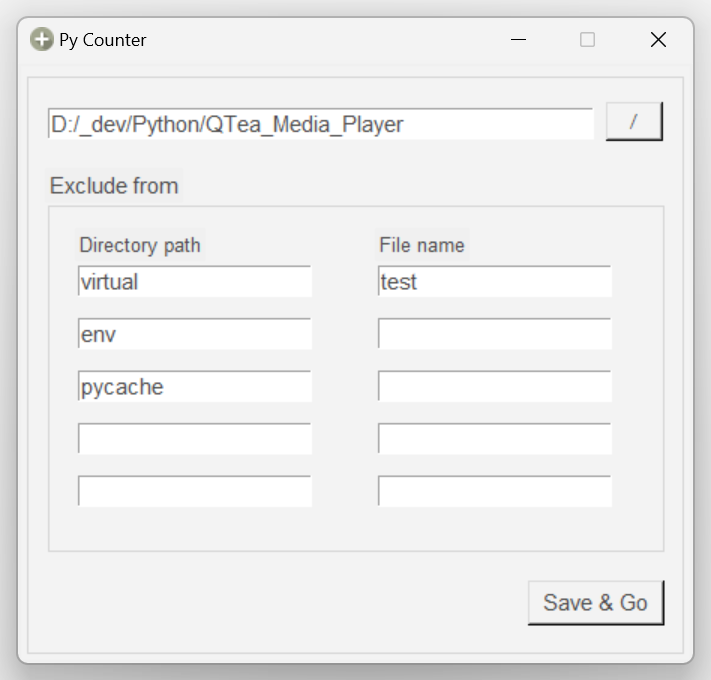 Py Counter
D:/_dev/Python/QTea_Media_Player
/
Exclude from
Directory path File name
virtual test
env
pycache
Save & Go